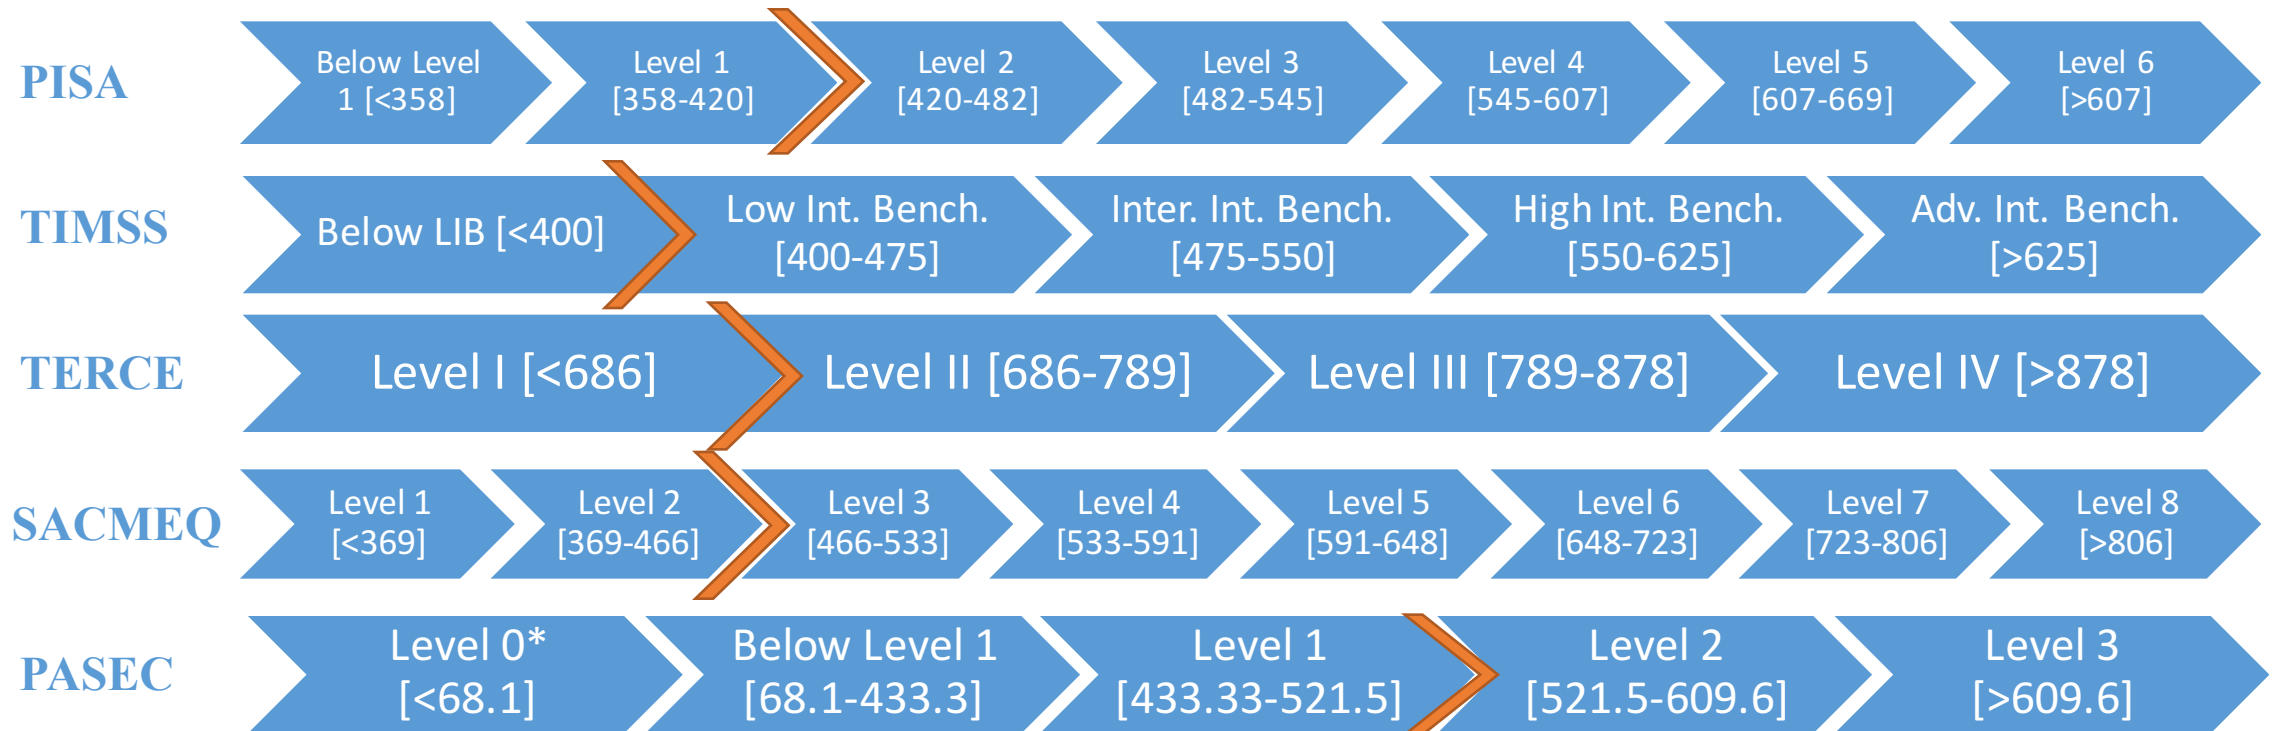 PISA
Below Level
1 [<358]
Level 1
[358-420]
Level 2
[420-482]
Level 3
[482-545]
Level 4
[545-607]
Level 5
[607-669]
Level 6
[>607]
TIMSS
Below LIB [<400]
Low Int. Bench.
[400-475]
Inter. Int. Bench.
[475-550]
High Int. Bench.
[550-625]
Adv. Int. Bench.
[>625]
TERCE
Level I [<686]
Level II [686-789]
Level III [789-878]
Level IV [>878]
SACMEQ
Level 1
[<369]
Level 2
[369-466]
Level 3
[466-533]
Level 4
[533-591]
Level 5
[591-648]
Level 6
[648-723]
Level 7
[723-806]
Level 8
[>806]
PASEC
Level 0*
[<68.1]
Below Level 1
[68.1-433.3]
Level 1
[433.33-521.5]
Level 2
[521.5-609.6]
Level 3
[>609.6]